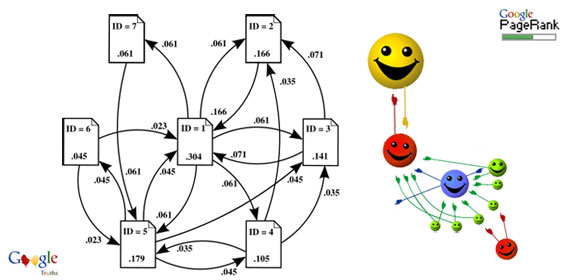 ID = 7
.061
ID = 2
.166
Google
PageRank
.061
.061
.035
.071
.166
ID = 6
.045
.023
ID = 1
.304
.061
.071
ID = 3
.141
.045
.061
.045
.061
.045
.035
.023
.061
ID = 5
.179
.035
.045
ID = 4
.105
Google
Truths